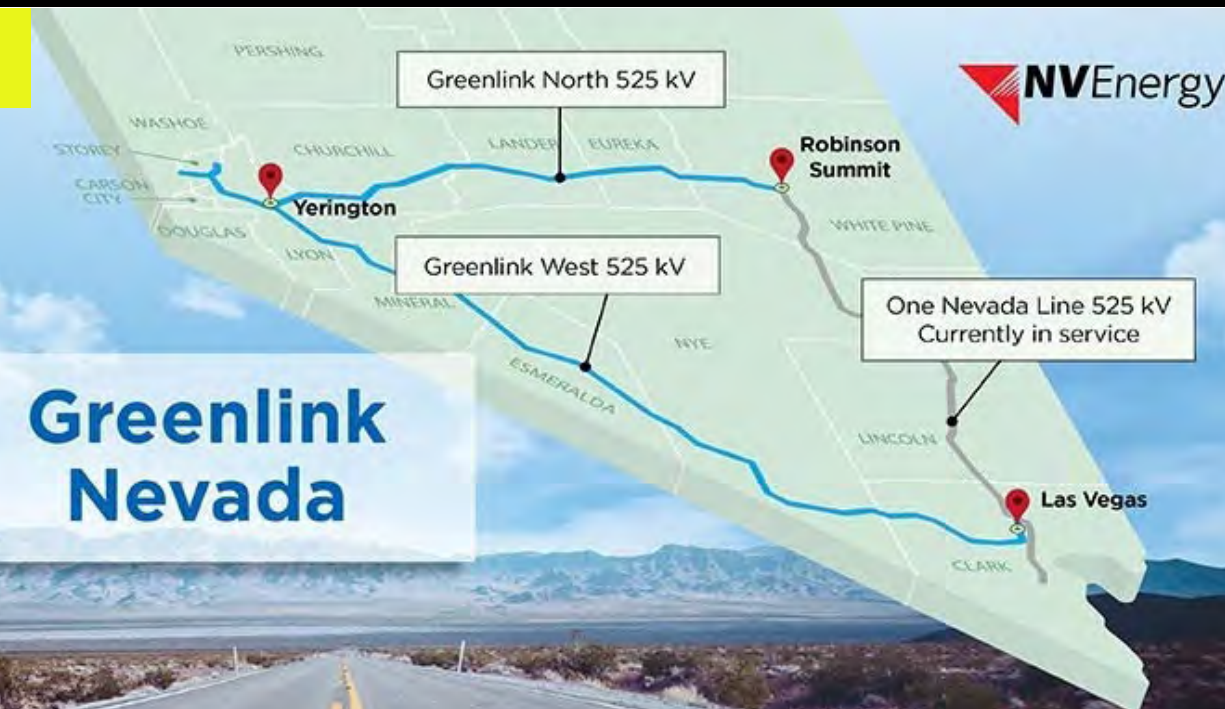 PERSHING
Greenlink North 525 kV
NVEnergy
WASHOE
STOREY
CHURCHILL
LANDER
EUREKA
Robinson
Summit
CARSON
CITY
Yerington
DOUGLAS
WHITE PINE
LYON
Greenlink West 525 kV
MINERAL
One Nevada Line 525 kV
Currently in service
NYE
ESMERALDA
Greenlink
Nevada
LINCOLN
Las Vegas
CLARK